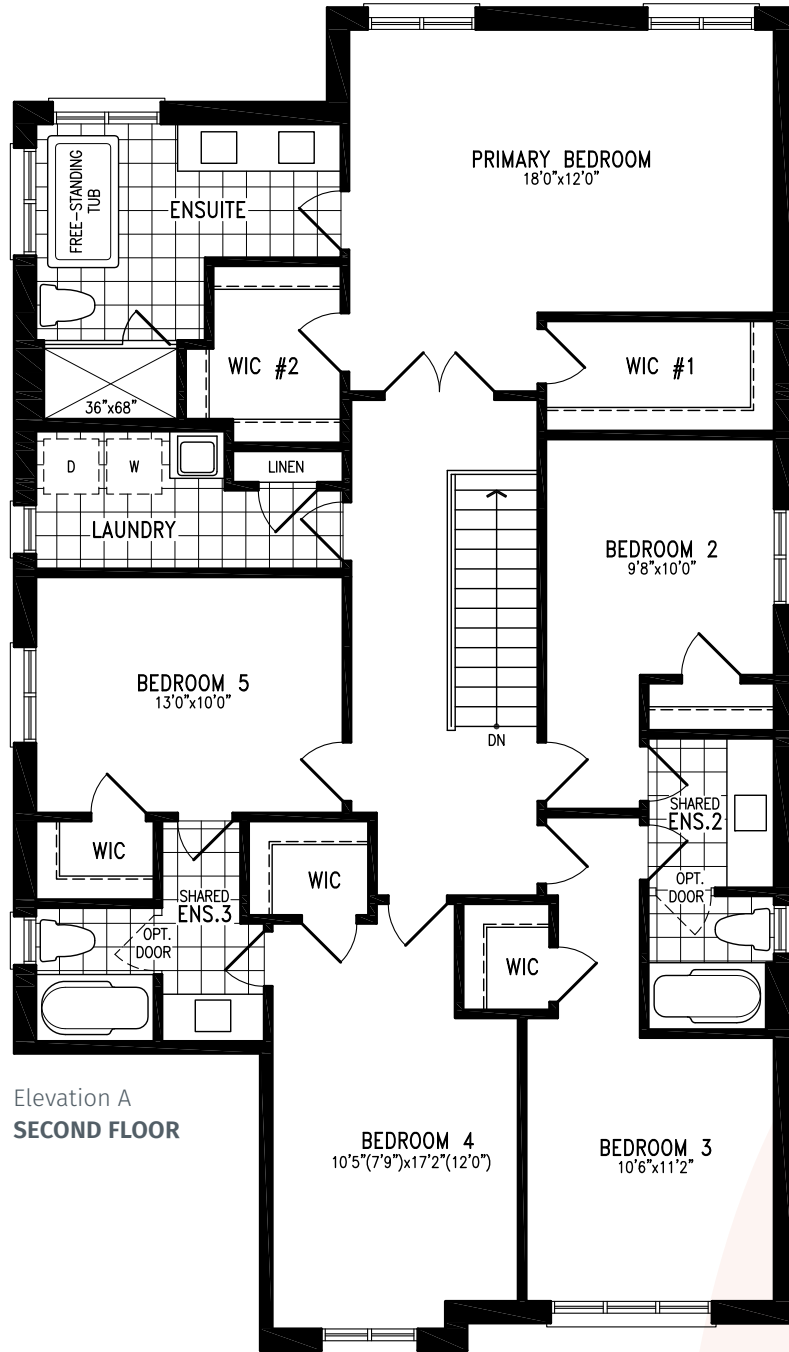 PRIMARY BEDROOM
18'0"x12'0"
FREE-STANDING
TUB
ENSUITE
WIC #2
WIC #1
36"x68"
D
W
LINEN
LAUNDRY
BEDROOM 2
9'8"x10'0"
BEDROOM 5
13'0"x10'0"
DN
SHARED
ENS.2
OPT.
DOOR
WIC
WIC
SHARED
ENS.3
OPT.
DOOR
WIC
Elevation A
SECOND FLOOR
BEDROOM 4
10'5"(7'9")x17'2"(12'0")
BEDROOM 3
10'6"x11'2"